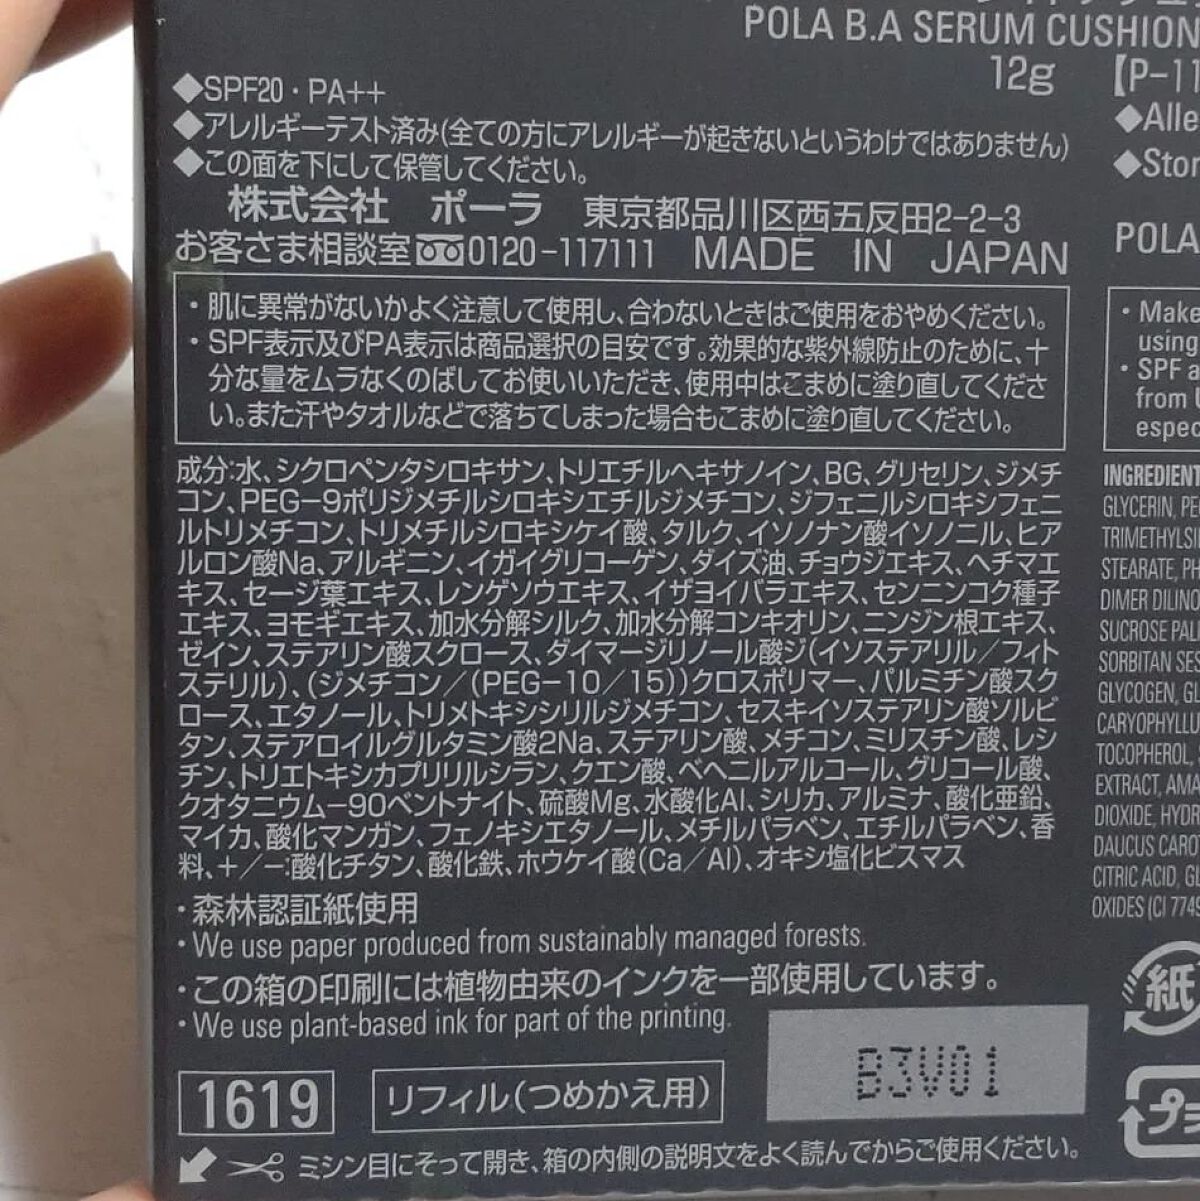 POLA B.A SERUM CUSHION
12g 【P-11
◆SPF20・PA++
◆アレルギーテスト済み(全ての方にアレルギーが起きないというわけではありません)
◆この面を下にして保管してください。
株式会社 ポーラ 東京都品川区西五反田2-2-3
お客さま相談室 0120-117111 MADE IN JAPAN
・肌に異常がないかよく注意して使用し、合わないときはご使用をおやめください。
・SPF表示及びPA表示は商品選択の目安です。効果的な紫外線防止のために、十
分な量をムラなくのばしてお使いいただき、使用中はこまめに塗り直してくださ
い。また汗やタオルなどで落ちてしまった場合もこまめに塗り直してください。
成分:水、シクロペンタシロキサン、トリエチルヘキサノイン、BG、グリセリン、ジメチ
コン、PEG-9ポリジメチルシロキシエチルジメチコン、ジフェニルシロキシフェニ
ルトリメチコン、トリメチルシロキシケイ酸、タルク、イソノナン酸イソノニル、ヒア
ルロン酸Na、アルギニン、イガイグリコーゲン、ダイズ油、チョウジエキス、ヘチマエ
キス、セージ葉エキス、レンゲソウエキス、イザヨイバラエキス、センニンコク種子
エキス、ヨモギエキス、加水分解シルク、加水分解コンキオリン、ニンジン根エキス、
ゼイン、ステアリン酸スクロース、ダイマージリノール酸ジ(イソステアリル/フィト
ステリル)、(ジメチコン/(PEG-10/15))クロスポリマー、パルミチン酸スク
ロース、エタノール、トリメトキシシリルジメチコン、セスキイソステアリン酸ソルビ
タン、ステアロイルグルタミン酸2Na、ステアリン酸、メチコン、ミリスチン酸、レシ
チン、トリエトキシカプリリルシラン、クエン酸、ベヘニルアルコール、グリコール酸、
クオタニウム-90ベントナイト、硫酸Mg、水酸化Al、シリカ、アルミナ、酸化亜鉛、
マイカ、酸化マンガン、フェノキシエタノール、メチルパラベン、エチルパラベン、香
料、+/-:酸化チタン、酸化鉄、ホウケイ酸(Ca/Al)、オキシ塩化ビスマス
・森林認証紙使用
・We use paper produced from sustainably managed forests.
・この箱の印刷には植物由来のインクを一部使用しています。
・We use plant-based ink for part of the printing.
B3V01
1619 リフィル(つめかえ用)
ミシン目にそって開き、箱の内側の説明文をよく読んでからご使用ください。
◆Alle
◆Stor
POLA
・Make
using
・SPF a
from U
espec
INGREDIENT
GLYCERIN, PE
TRIMETHYLSI
STEARATE, PH
DIMER DILINO
SUCROSE PAL
SORBITAN SES
GLYCOGEN, GL
CARYOPHYLLU
TOCOPHEROL,
EXTRACT, AMA
DIOXIDE, HYDR
DAUCUS CARO
CITRIC ACID, GL
OXIDES (CI 7749
紙
プラ